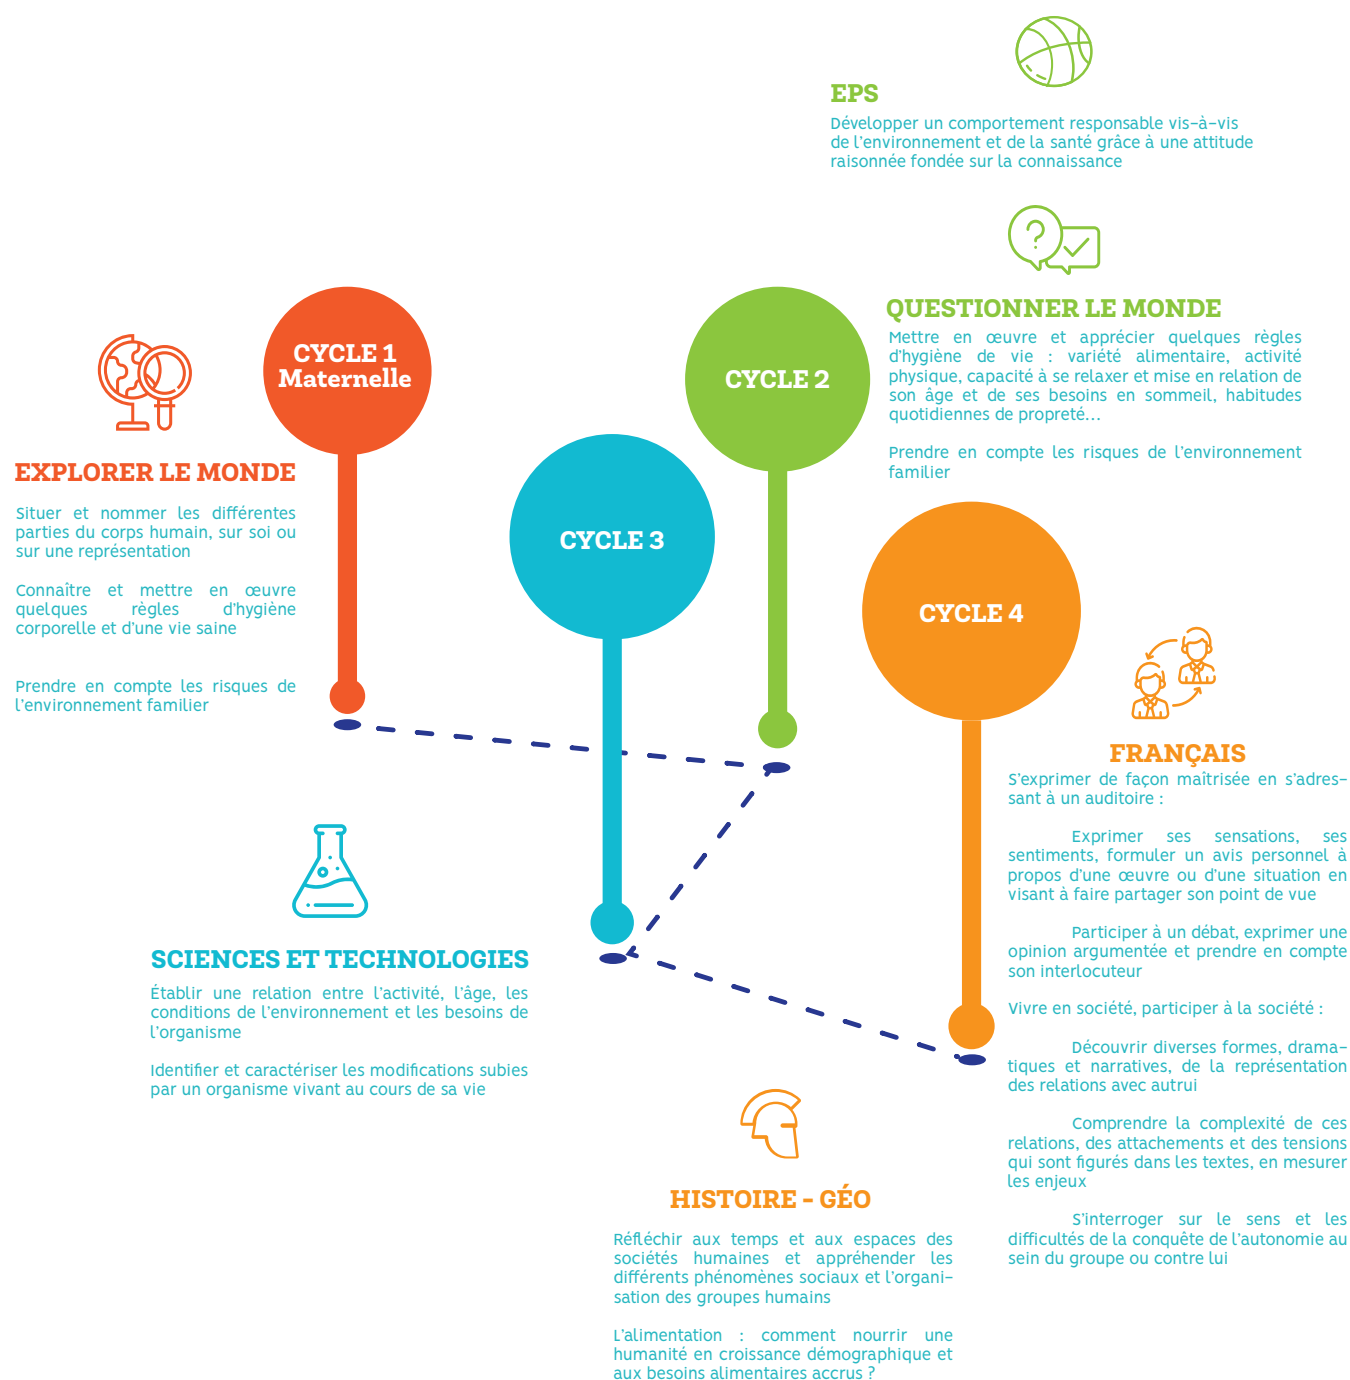 EPS
Développer un comportement responsable vis-à-vis
de l'environnement et de la santé grâce à une attitude
raisonnée fondée sur la connaissance
CYCLE 1
Maternelle
EXPLORER LE MONDE
Situer et nommer les différentes
parties du corps humain, sur soi ou
sur une représentation
Connaître et mettre en œuvre
quelques règles d'hygiène
corporelle et d'une vie saine
Prendre en compte les risques de
l'environnement familier
CYCLE 2
QUESTIONNER LE MONDE
Mettre en œuvre et apprécier quelques règles
d'hygiène de vie : variété alimentaire, activité
physique, capacité à se relaxer et mise en relation de
son âge et de ses besoins en sommeil, habitudes
quotidiennes de propreté…
Prendre en compte les risques de l'environnement
familier
CYCLE 3
SCIENCES ET TECHNOLOGIES
Établir une relation entre l'activité, l'âge, les
conditions de l'environnement et les besoins de
l'organisme
Identifier et caractériser les modifications subies
par un organisme vivant au cours de sa vie
CYCLE 4
FRANÇAIS
S'exprimer de façon maîtrisée en s'adres-
sant à un auditoire :
Exprimer ses sensations, ses
sentiments, formuler un avis personnel à
propos d'une œuvre ou d'une situation en
visant à faire partager son point de vue
Participer à un débat, exprimer une
opinion argumentée et prendre en compte
son interlocuteur
Vivre en société, participer à la société :
Découvrir diverses formes, drama-
tiques et narratives, de la représentation
des relations avec autrui
Comprendre la complexité de ces
relations, des attachements et des tensions
qui sont figurés dans les textes, en mesurer
les enjeux
S'interroger sur le sens et les
difficultés de la conquête de l'autonomie au
sein du groupe ou contre lui
HISTOIRE - GÉO
Réfléchir aux temps et aux espaces des
sociétés humaines et appréhender les
différents phénomènes sociaux et l'organi-
sation des groupes humains
L'alimentation : comment nourrir une
humanité en croissance démographique et
aux besoins alimentaires accrus ?